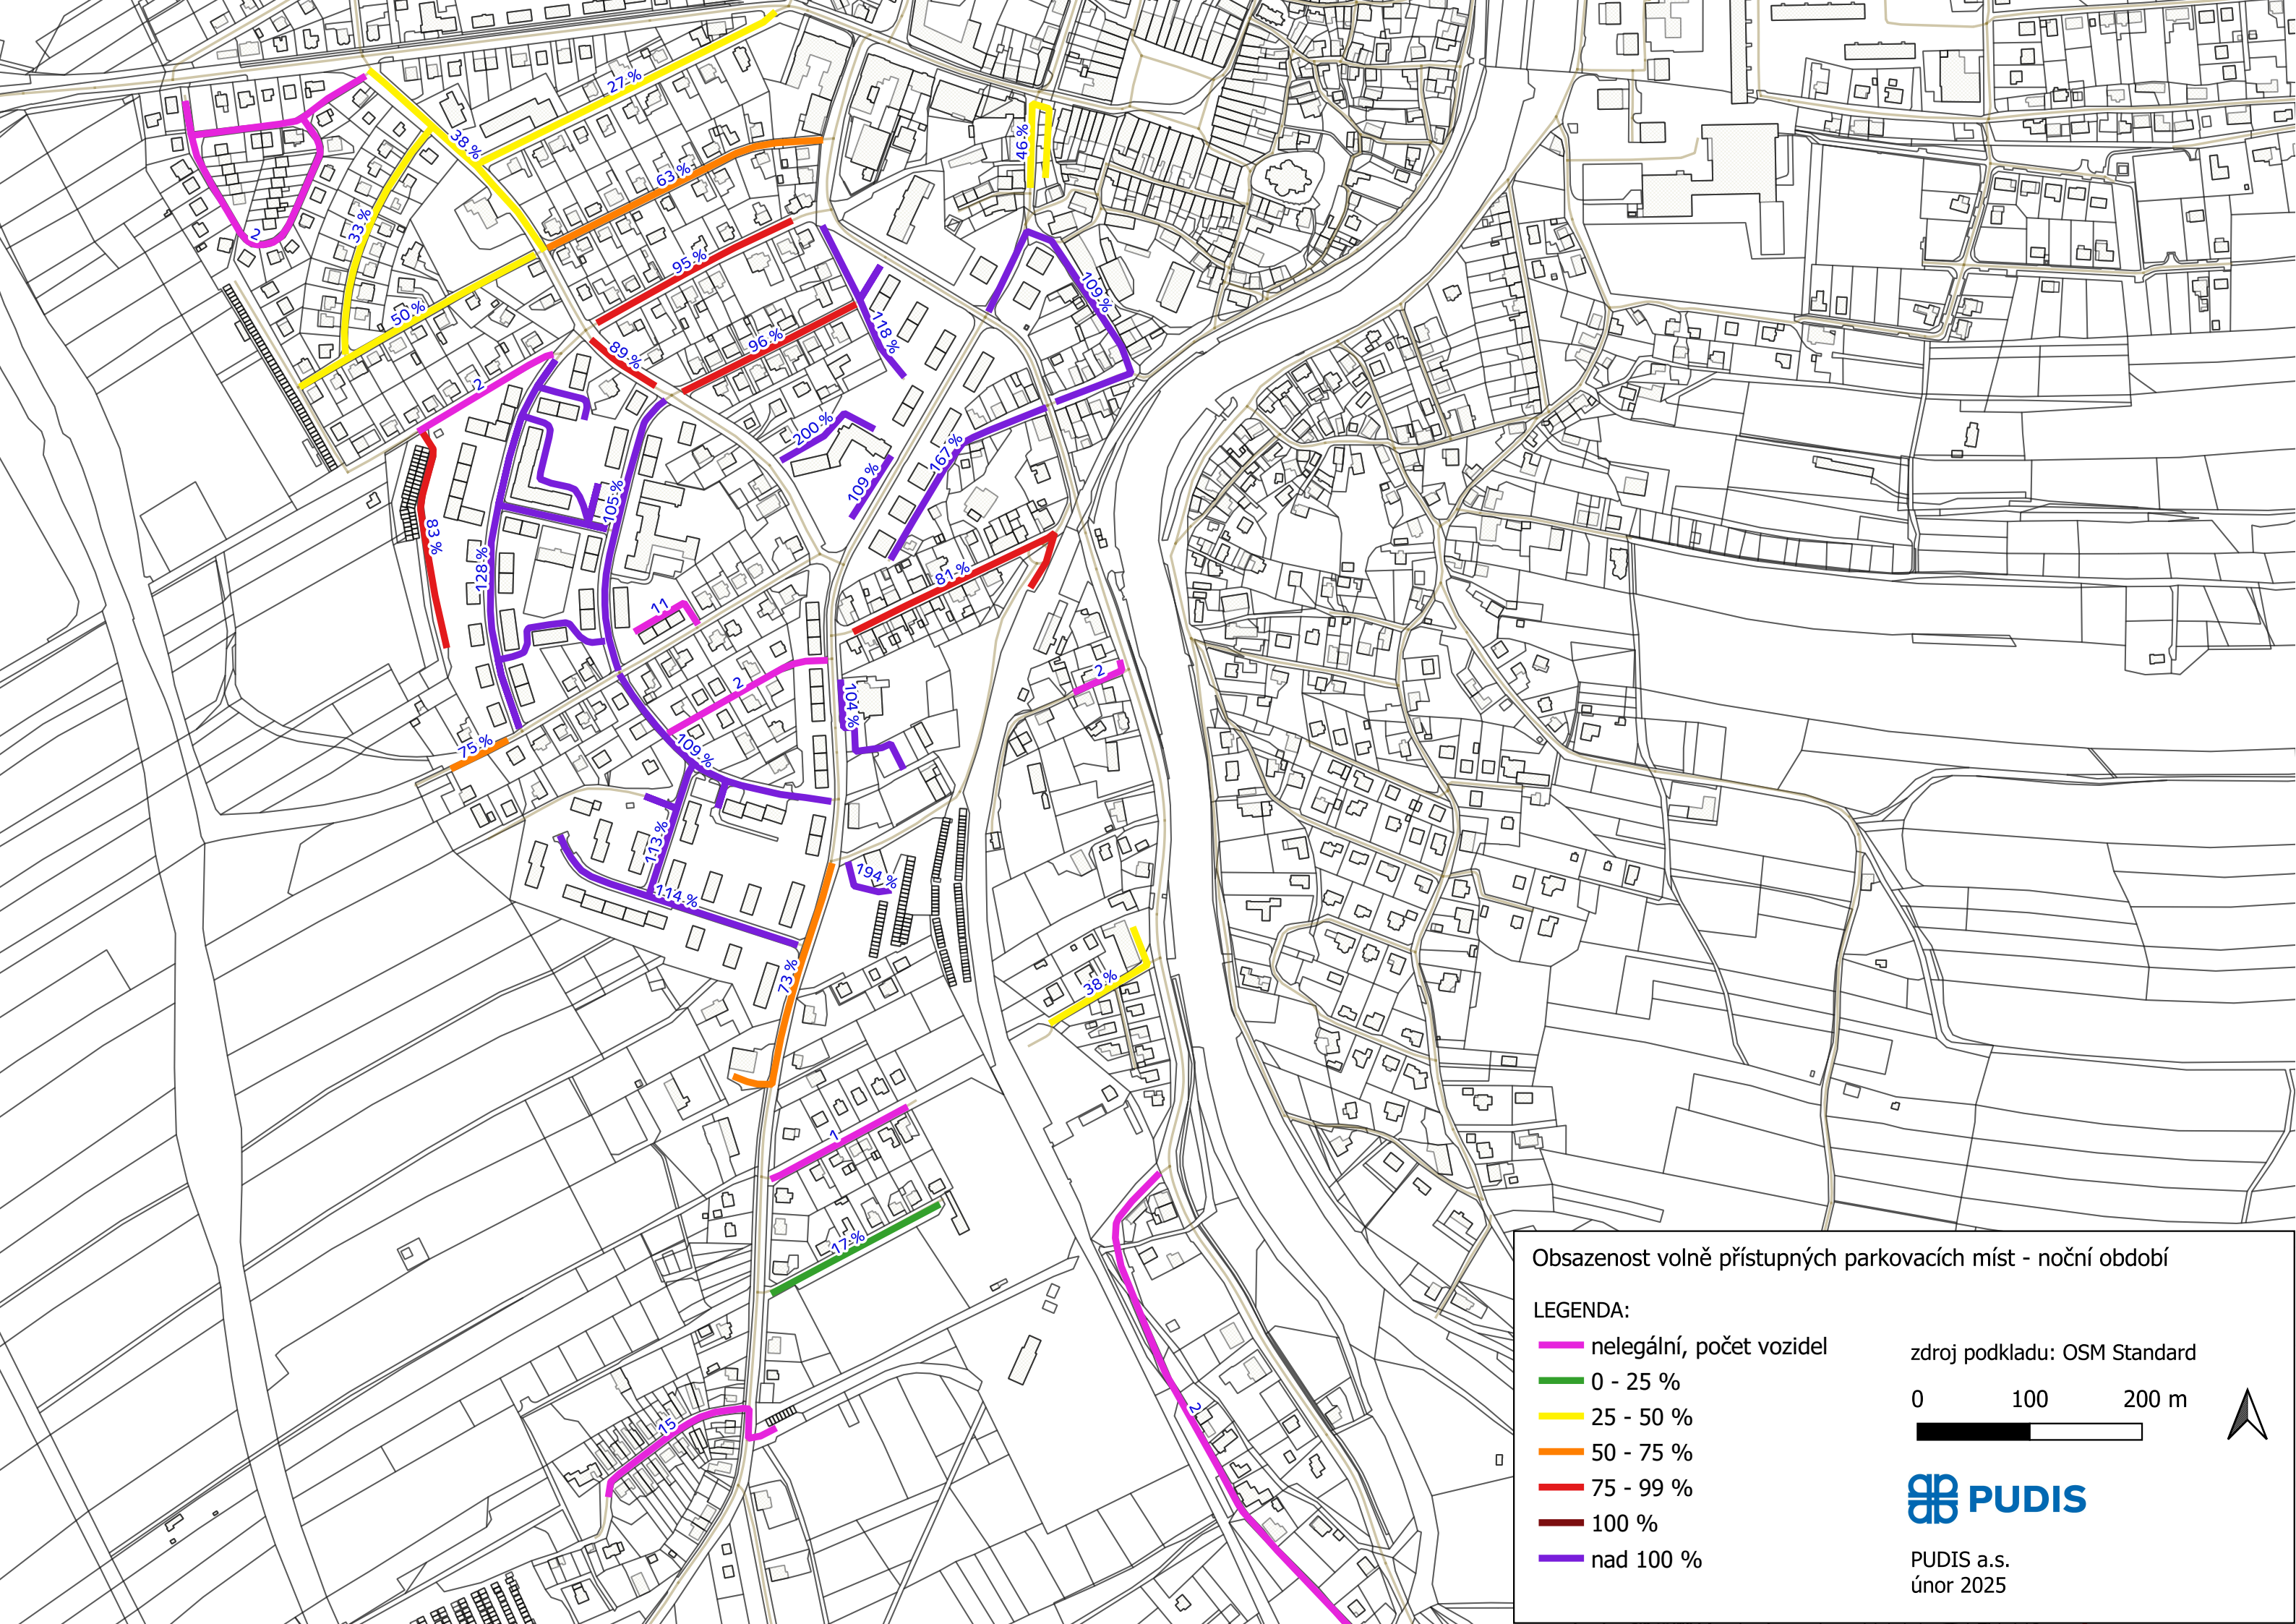 27 %
38 %
46 %
63 %
33 %
2
95 %
109 %
50 %
118 %
96 %
89 %
2
200 %
167 %
109 %
105 %
83 %
128 %
81 %
11
2
2
104 %
75 %
109 %
113 %
194 %
114 %
73 %
38 %
1
17 %
2
15
Obsazenost volně přístupných parkovacích míst - noční období
LEGENDA:
nelegální, počet vozidel
0 - 25 %
25 - 50 %
50 - 75 %
75 - 99 %
100 %
nad 100 %
zdroj podkladu: OSM Standard
0 100 200 m
PUDIS
PUDIS a.s.
únor 2025